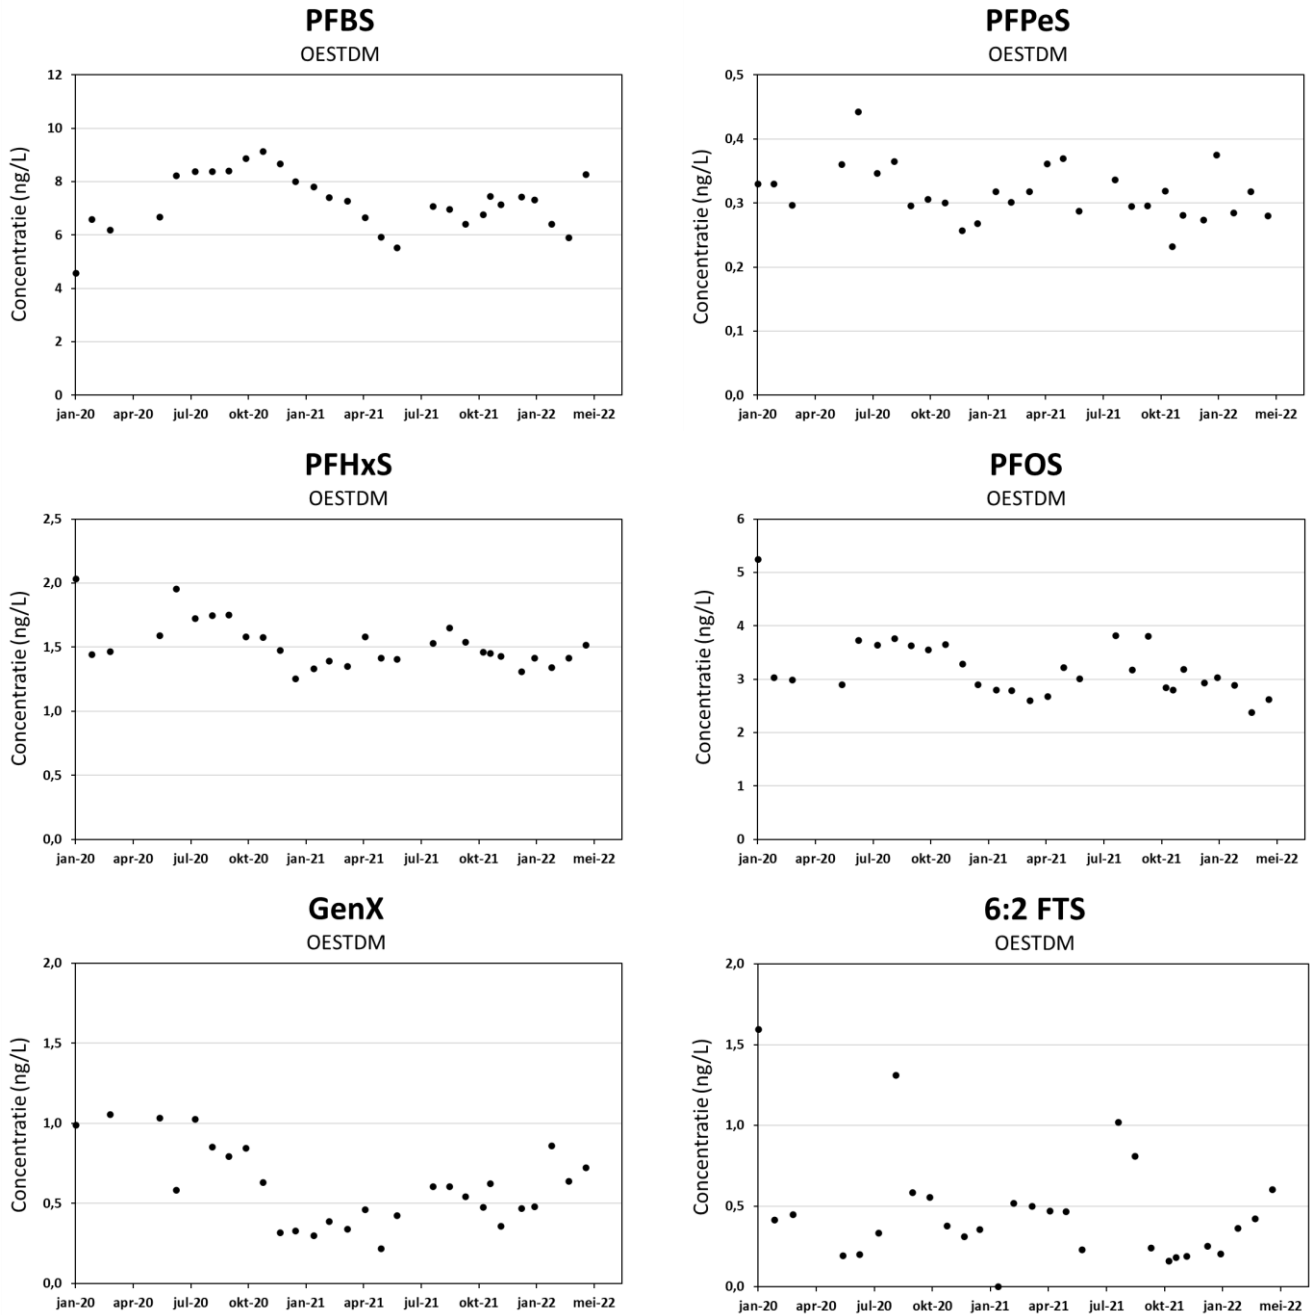 PFBS
OESTDM
Concentratie (ng/L)
12
10
8
6
4
2
0
jan-20 apr-20 jul-20 okt-20 jan-21 apr-21 jul-21 okt-21 jan-22 mei-22
PFPeS
OESTDM
Concentratie (ng/L)
0,5
0,4
0,3
0,2
0,1
0,0
jan-20 apr-20 jul-20 okt-20 jan-21 apr-21 jul-21 okt-21 jan-22 mei-22
PFHxS
OESTDM
Concentratie (ng/L)
2,5
2,0
1,5
1,0
0,5
0,0
jan-20 apr-20 jul-20 okt-20 jan-21 apr-21 jul-21 okt-21 jan-22 mei-22
PFOS
OESTDM
Concentratie (ng/L)
6
5
4
3
2
1
0
jan-20 apr-20 jul-20 okt-20 jan-21 apr-21 jul-21 okt-21 jan-22 mei-22
GenX
OESTDM
Concentratie (ng/L)
2,0
1,5
1,0
0,5
0,0
jan-20 apr-20 jul-20 okt-20 jan-21 apr-21 jul-21 okt-21 jan-22 mei-22
6:2 FTS
OESTDM
Concentratie (ng/L)
2,0
1,5
1,0
0,5
0,0
jan-20 apr-20 jul-20 okt-20 jan-21 apr-21 jul-21 okt-21 jan-22 mei-22